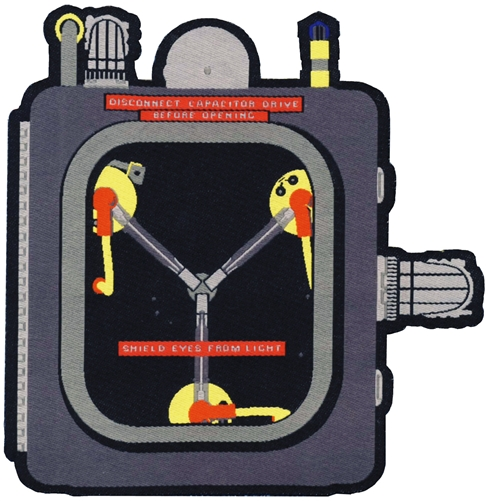 DISCONNECT CAPACITOR DRIVE
BEFORE OPENING
SHIELD EYES FROM LIGHT